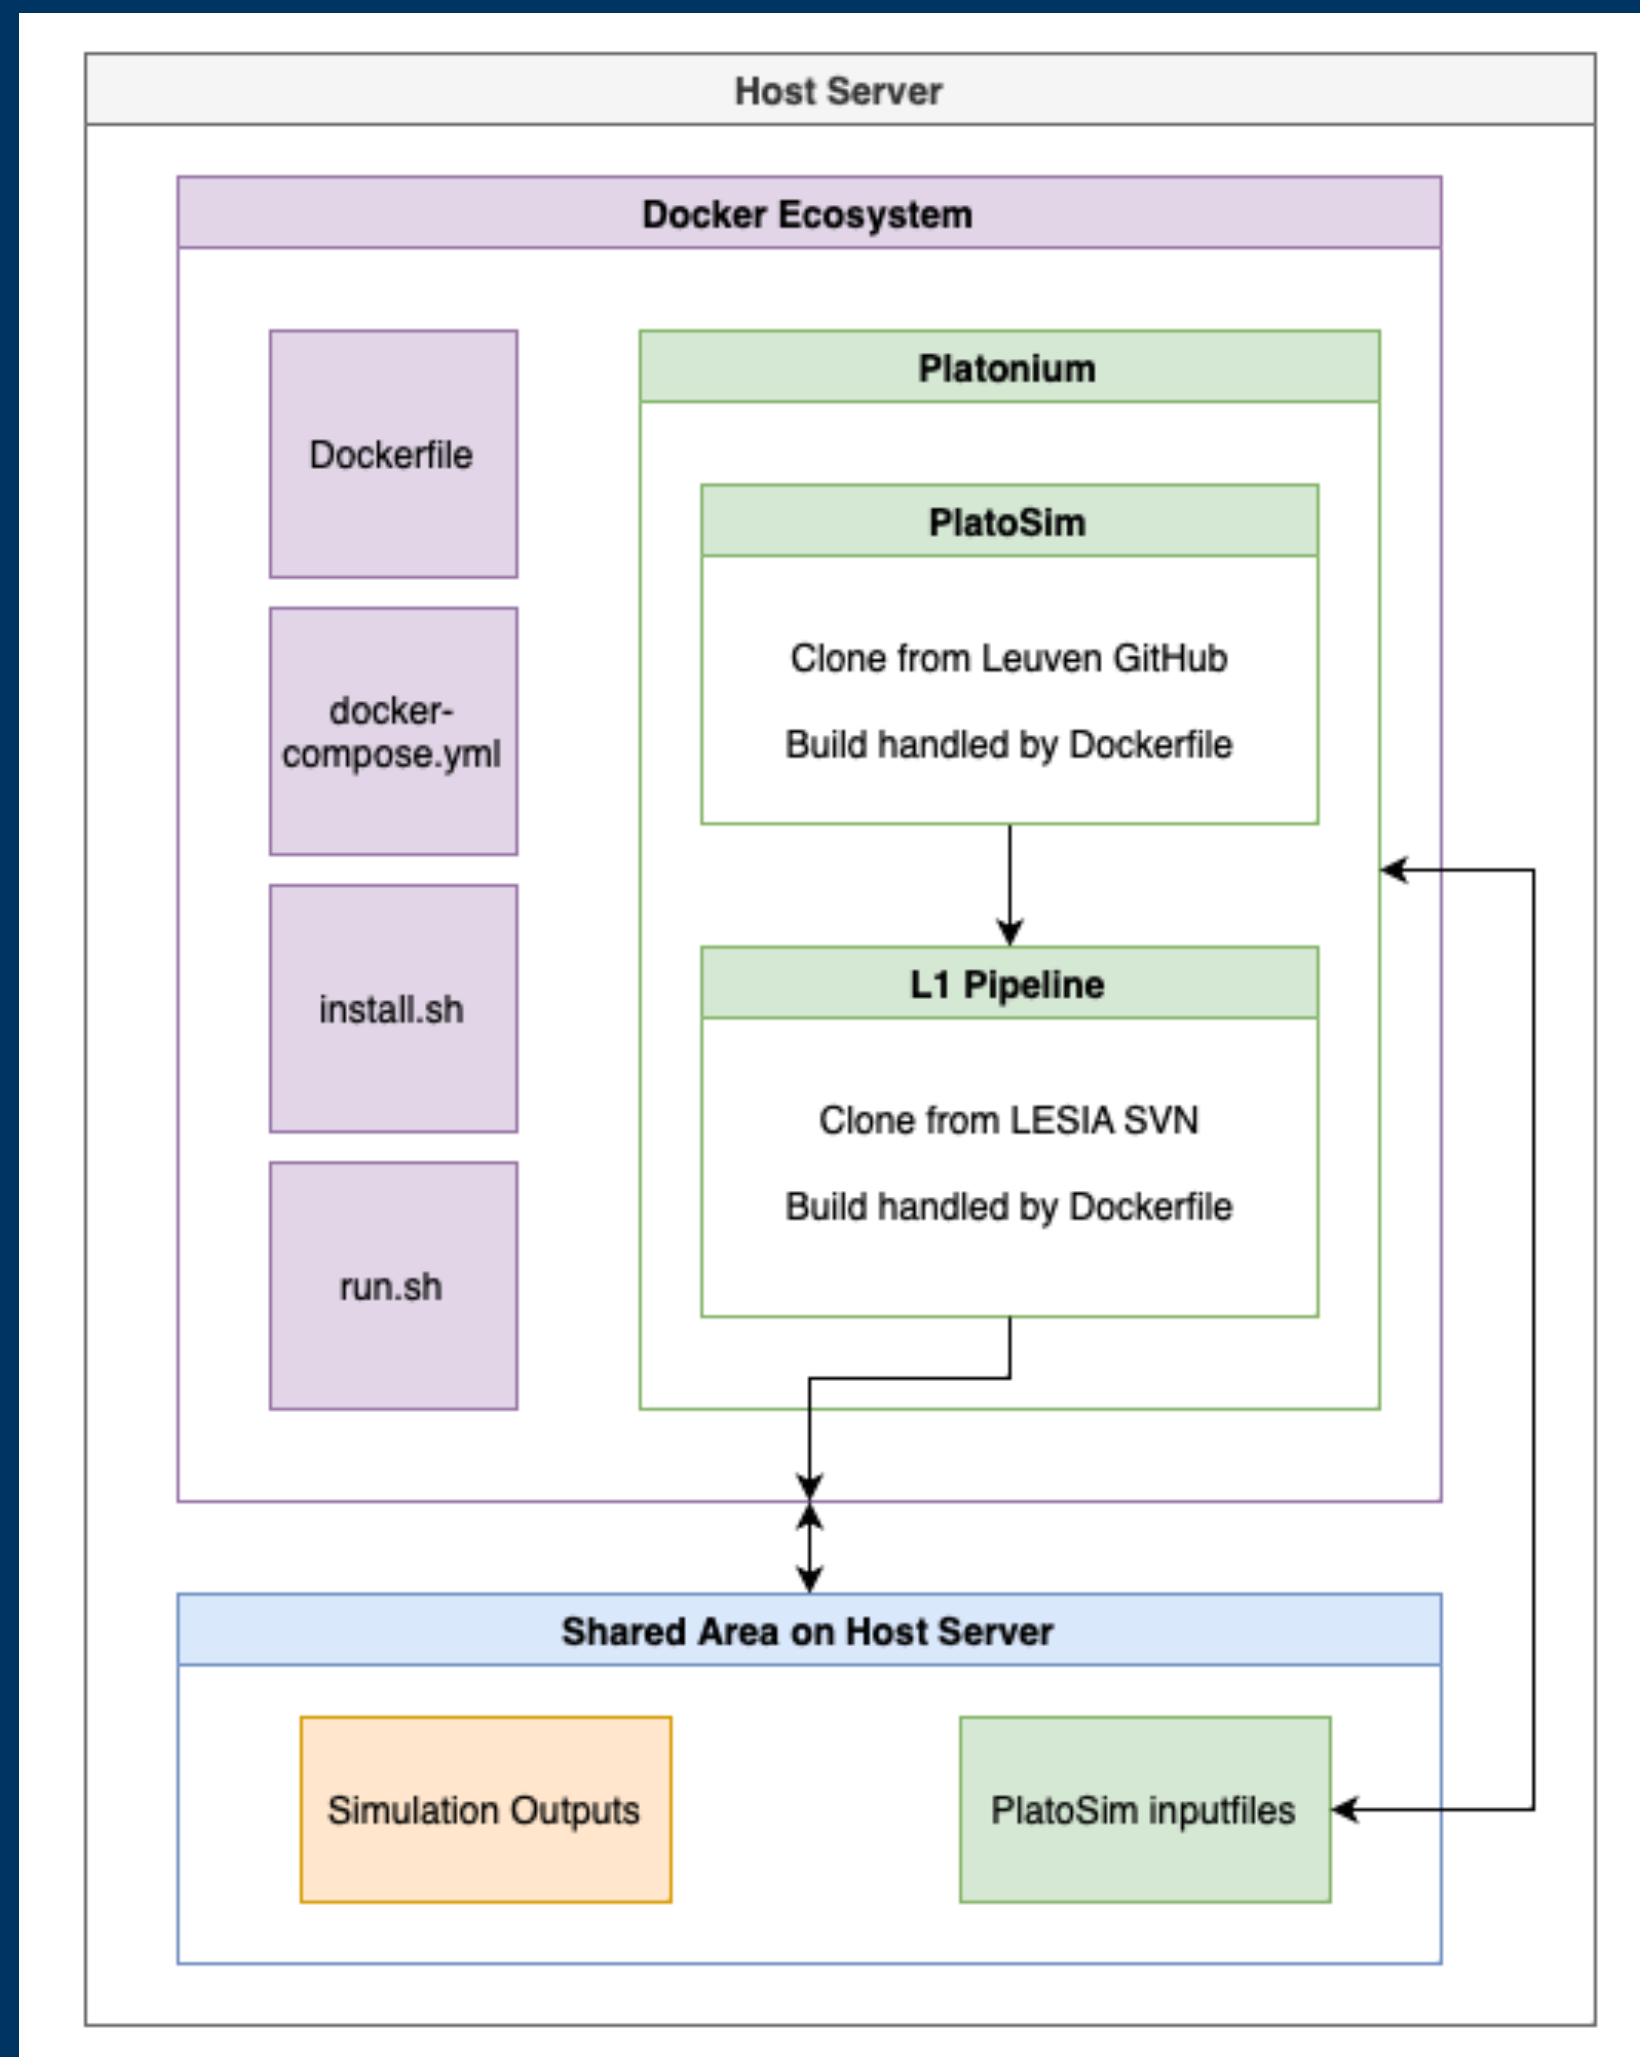 Host Server
Docker Ecosystem
Dockerfile
docker-
compose.yml
install.sh
run.sh
Platonium
PlatoSim
Clone from Leuven GitHub
Build handled by Dockerfile
L1 Pipeline
Clone from LESIA SVN
Build handled by Dockerfile
Shared Area on Host Server
Simulation Outputs
PlatoSim inputfiles